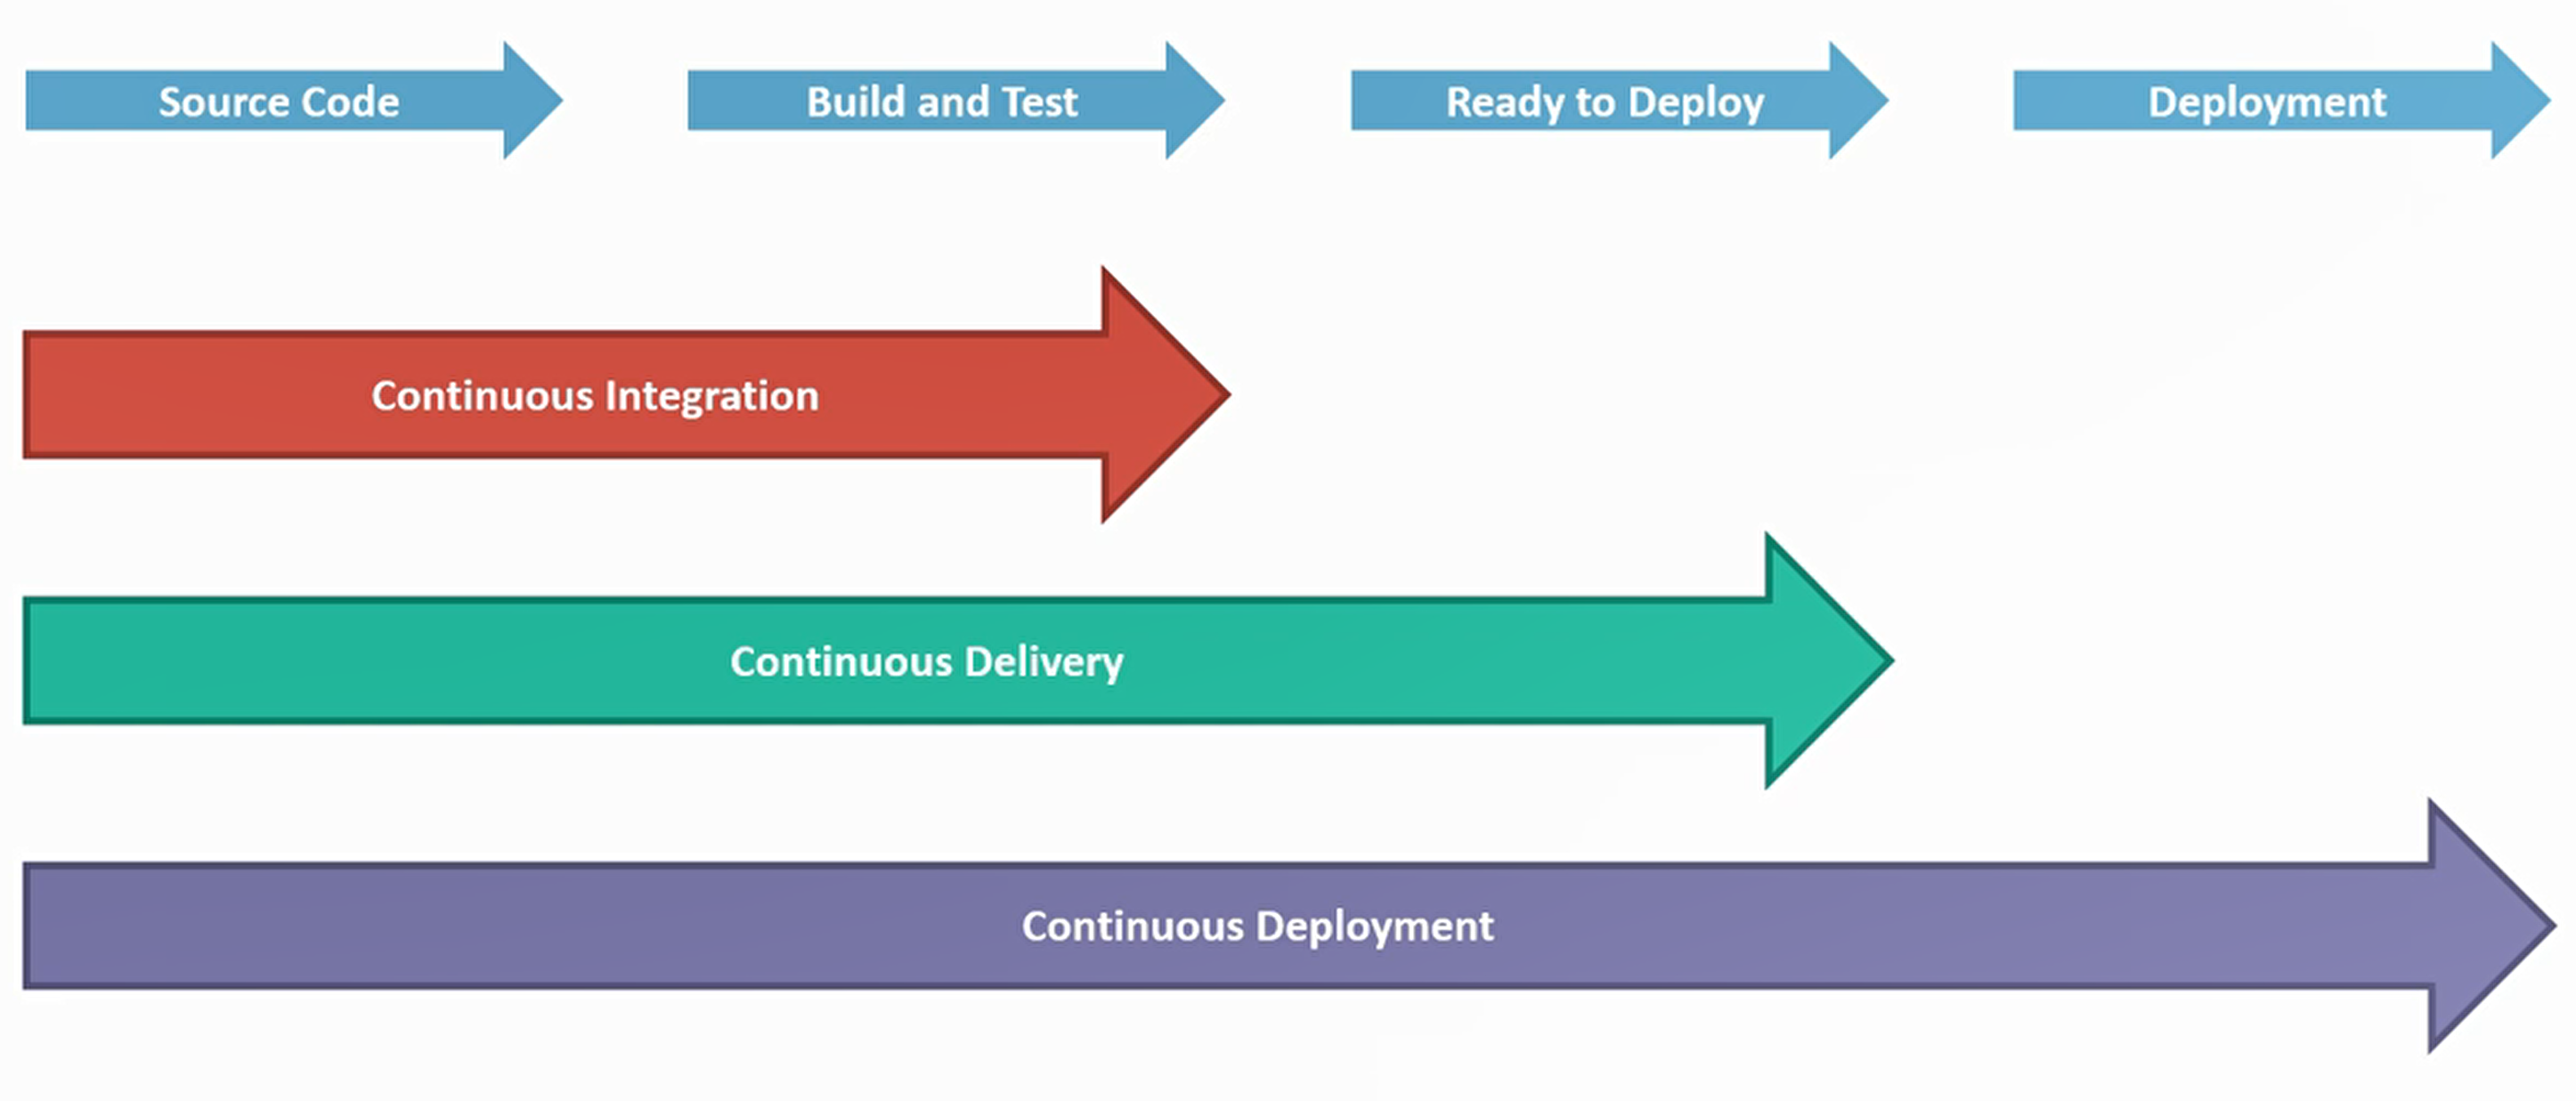 Source Code
Build and Test
Ready to Deploy
Deployment
Continuous Integration
Continuous Delivery
Continuous Deployment